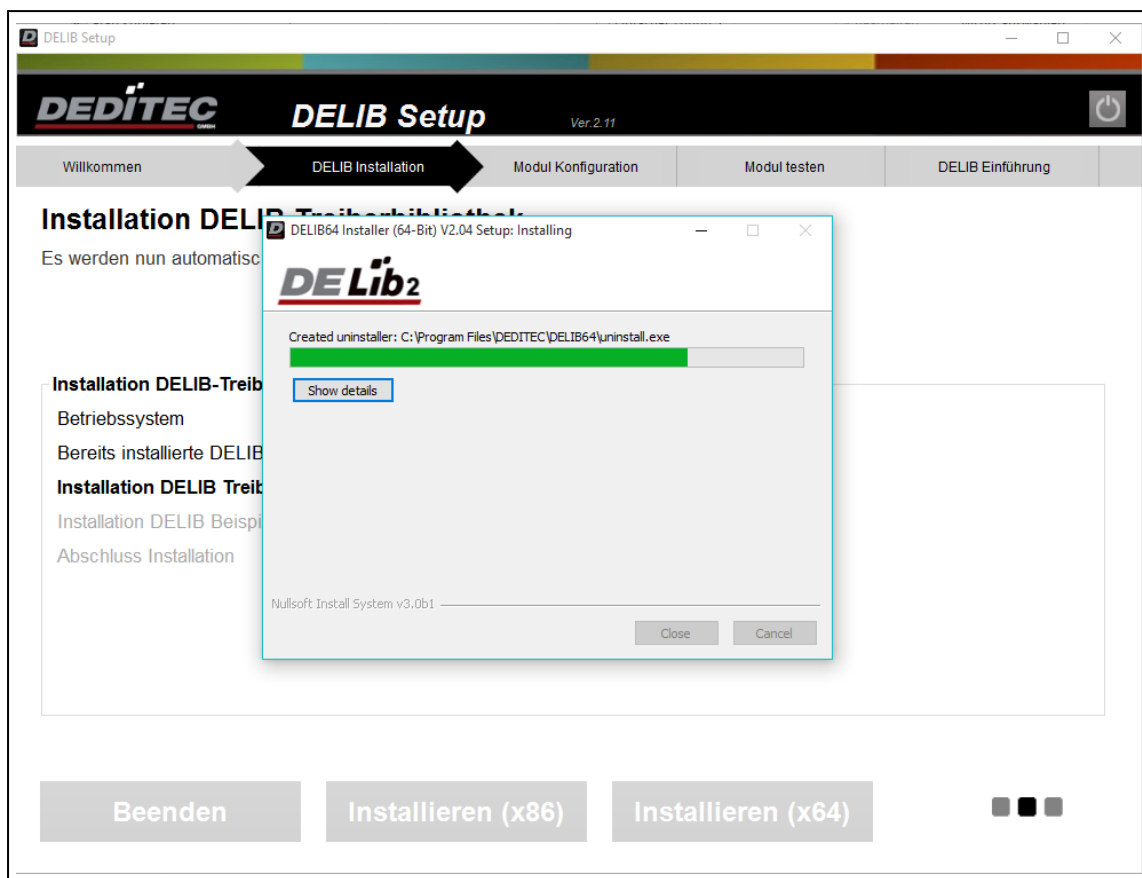 DELIB Setup
DEDITEC
GMBH
DELIB Setup
Ver.2.11
Willkommen
DELIB Installation
Modul Konfiguration
Modul testen
DELIB Einführung
Installation DELIB-Treiberbibliothek
Es werden nun automatisc
DELIB64 Installer (64-Bit) V2.04 Setup: Installing
DELib2
Created uninstaller: C:\Program Files\DEDITEC\DELIB64\uninstall.exe
Show details
Installation DELIB-Treib
Betriebssystem
Bereits installierte DELIB
Installation DELIB Treib
Installation DELIB Beispi
Abschluss Installation
Nullsoft Install System v3.0b1
Close
Cancel
Beenden
Installieren (x86)
Installieren (x64)